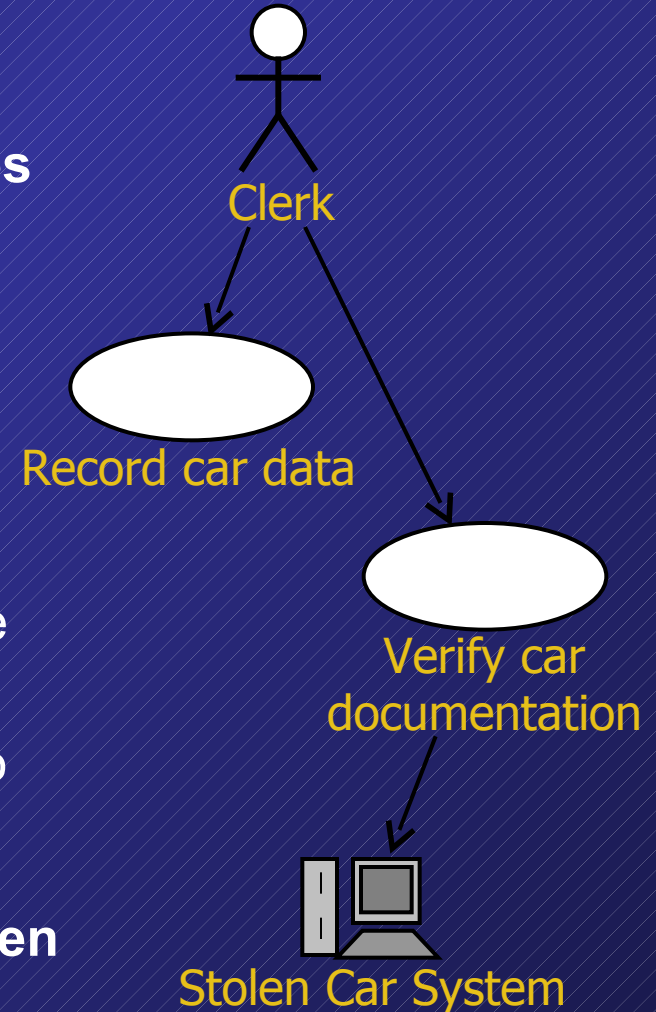 Clerk
Record car data
Verify car
documentation
Stolen Car System